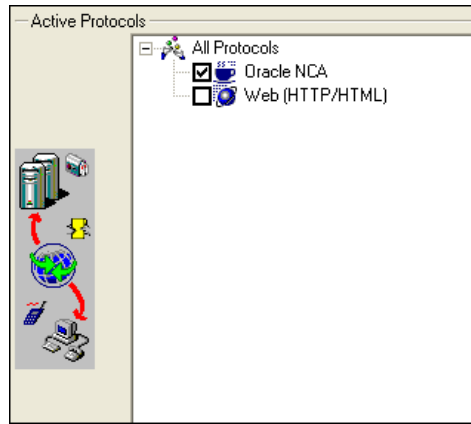 Active Protocols
All Protocols
Oracle NCA
Web (HTTP/HTML)